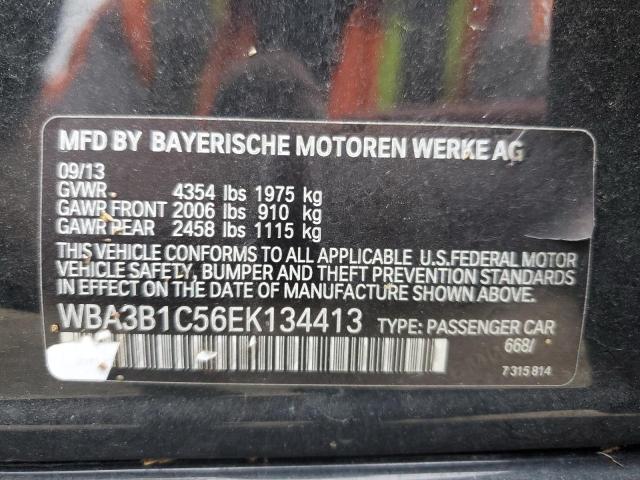 MFD BY BAYERISCHE MOTOREN WERKE AG
09/13
GVWR 4354 lbs 1975 kg
GAWR FRONT 2006 lbs 910 kg
GAWR REAR 2458 lbs 1115 kg
THIS VEHICLE CONFORMS TO ALL APPLICABLE U.S.FEDERAL MOTOR
VEHICLE SAFETY, BUMPER AND THEFT PREVENTION STANDARDS
IN EFFECT ON THE DATE OF MANUFACTURE SHOWN ABOVE.
WBA3B1C56EK134413 TYPE: PASSENGER CAR
668/
7 315 814